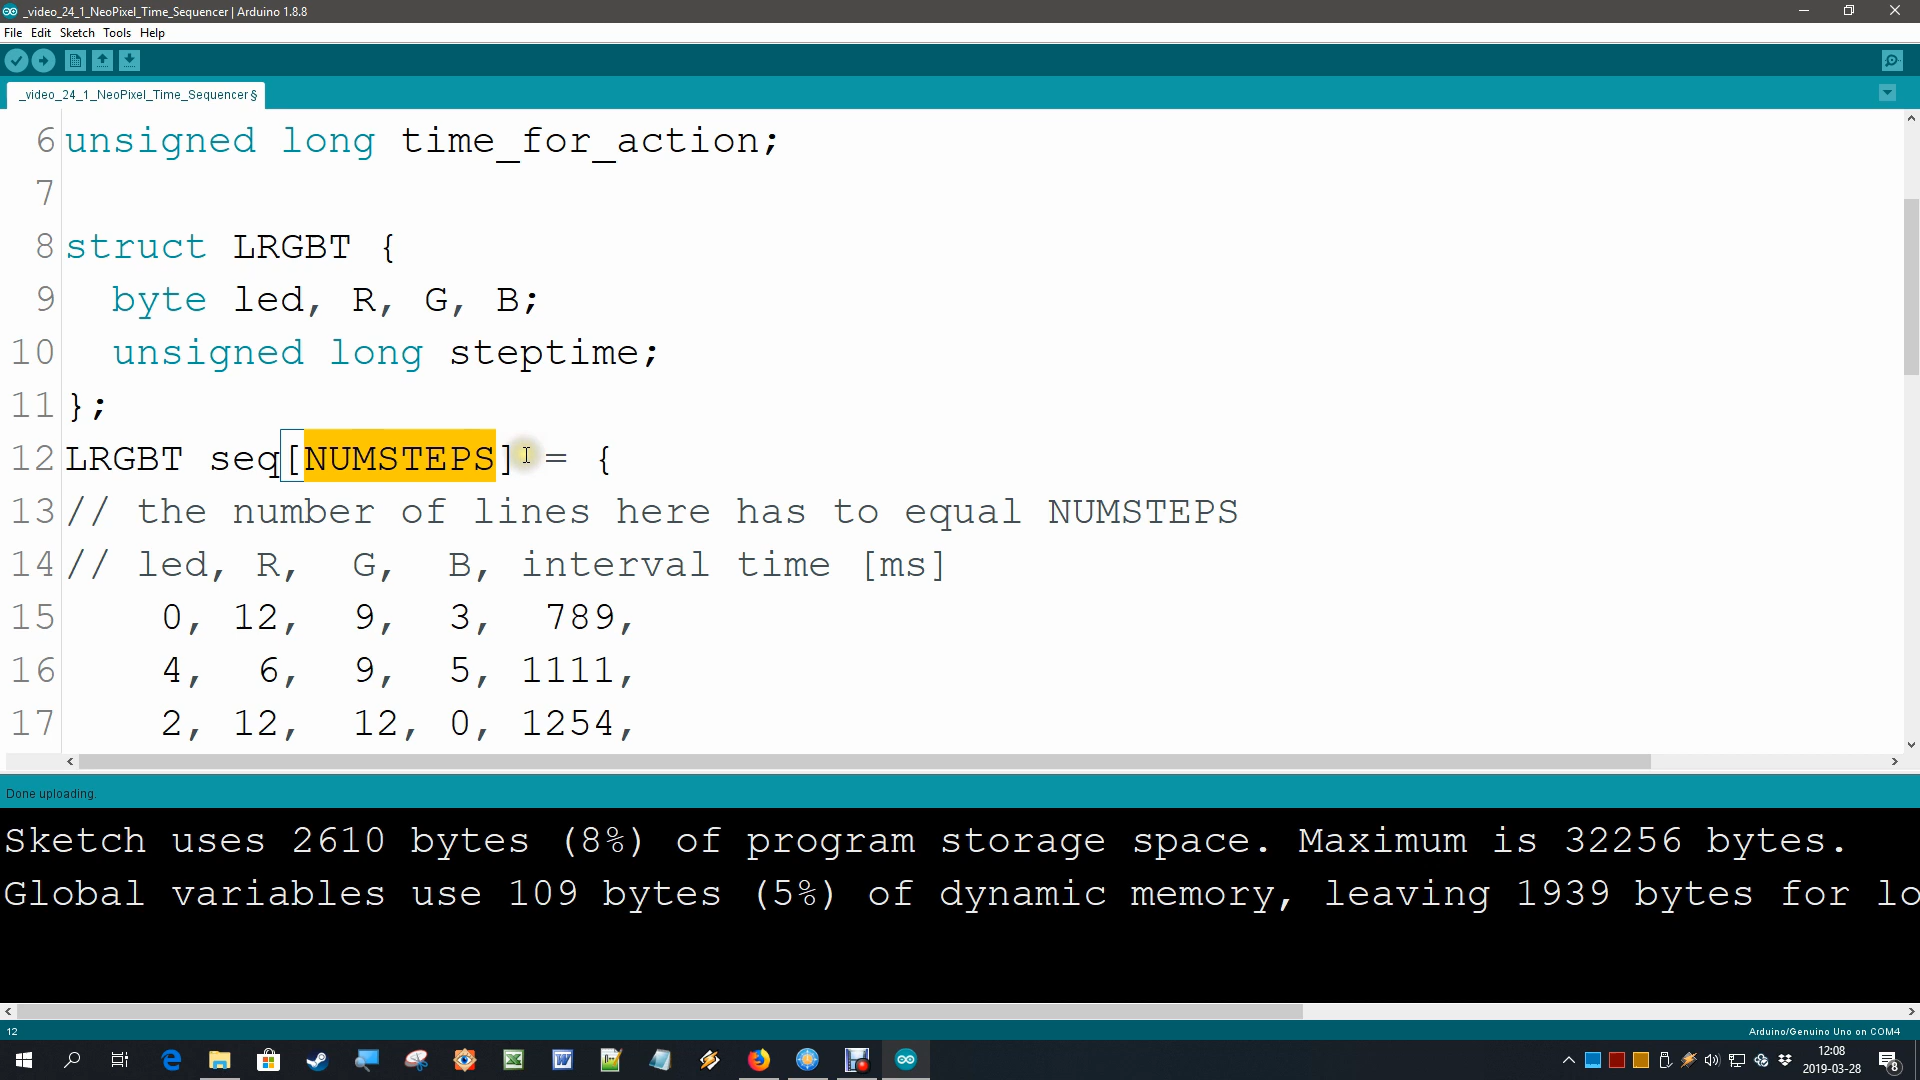 _video_24_1_NeoPixel_Time_Sequencer | Arduino 1.8.8
File Edit Sketch Tools Help
_video_24_1_NeoPixel_Time_Sequencer §
6 unsigned long time_for_action;
7
8 struct LRGBT {
9 byte led, R, G, B;
10 unsigned long steptime;
11 };
12 LRGBT seq[NUMSTEPS] = {
13 // the number of lines here has to equal NUMSTEPS
14 // led, R, G, B, interval time [ms]
15 0, 12, 9, 3, 789,
16 4, 6, 9, 5, 1111,
17 2, 12, 12, 0, 1254,
Done uploading.
Sketch uses 2610 bytes (8%) of program storage space. Maximum is 32256 bytes.
Global variables use 109 bytes (5%) of dynamic memory, leaving 1939 bytes for lo
12
Arduino/Genuino Uno on COM4
12:08
2019-03-28
8